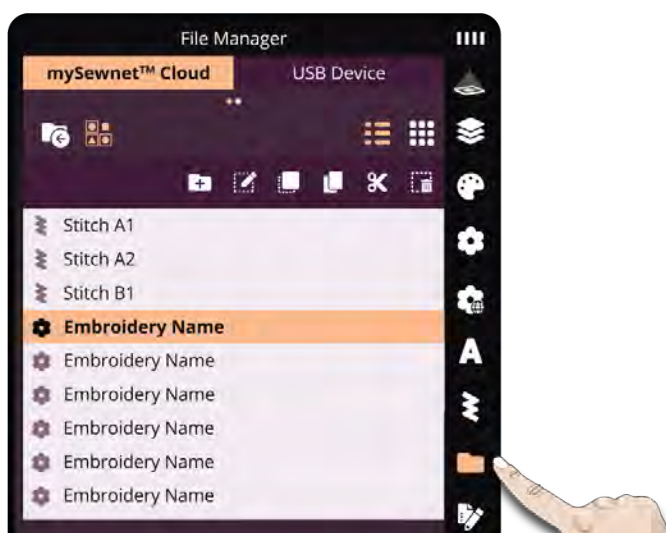 File Manager
mySewnet™ Cloud
USB Device
Stitch A1
Stitch A2
Stitch B1
Embroidery Name
Embroidery Name
Embroidery Name
Embroidery Name
Embroidery Name
Embroidery Name
A